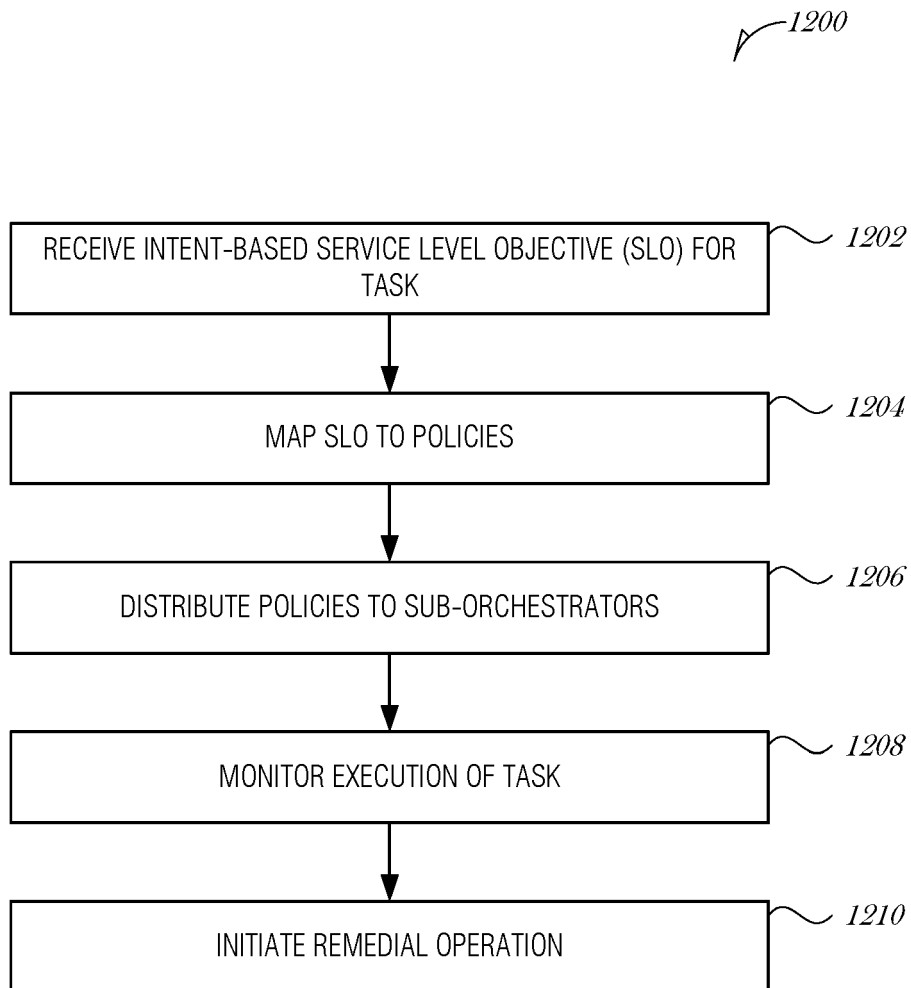 1200
RECEIVE INTENT-BASED SERVICE LEVEL OBJECTIVE (SLO) FOR
TASK
1202
MAP SLO TO POLICIES
1204
DISTRIBUTE POLICIES TO SUB-ORCHESTRATORS
1206
MONITOR EXECUTION OF TASK
1208
INITIATE REMEDIAL OPERATION
1210